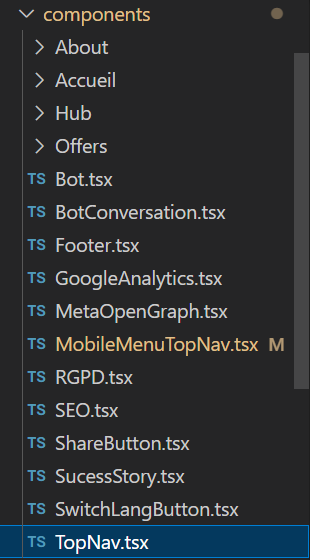 components
About
Accueil
Hub
Offers
TS Bot.tsx
TS BotConversation.tsx
TS Footer.tsx
TS GoogleAnalytics.tsx
TS MetaOpenGraph.tsx
TS MobileMenuTopNav.tsx M
TS RGPD.tsx
TS SEO.tsx
TS ShareButton.tsx
TS SucessStory.tsx
TS SwitchLangButton.tsx
TS TopNav.tsx